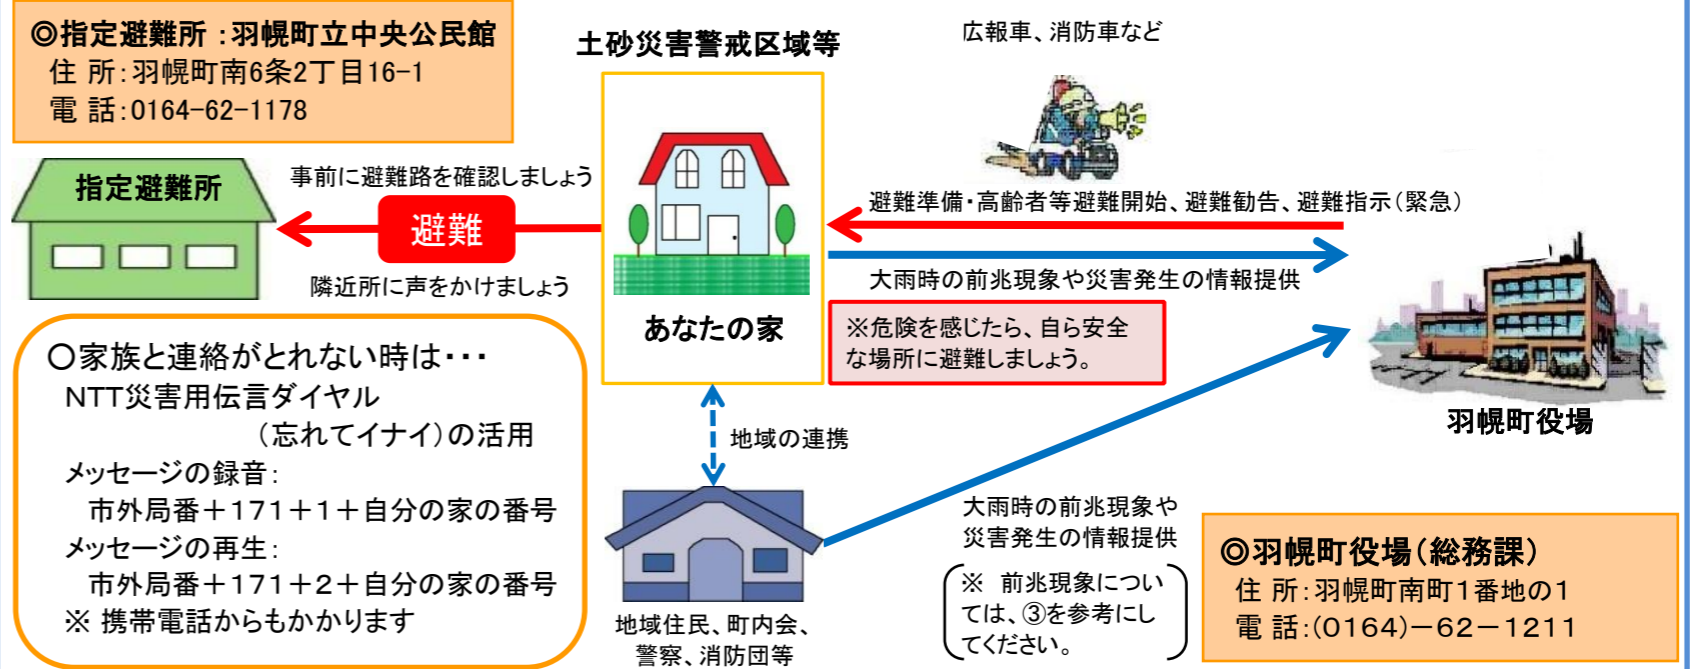 ◎指定避難所：羽幌町立中央公民館
住 所：羽幌町南6条2丁目16-1
電 話：0164-62-1178
土砂災害警戒区域等
広報車、消防車など
指定避難所
事前に避難路を確認しましょう
避難
隣近所に声をかけましょう
避難準備・高齢者等避難開始、避難勧告、避難指示（緊急）
大雨時の前兆現象や災害発生の情報提供
あなたの家
※危険を感じたら、自ら安全
な場所に避難しましょう。
羽幌町役場
○家族と連絡がとれない時は・・・
NTT災害用伝言ダイヤル
（忘れてイナイ）の活用
メッセージの録音：
市外局番＋１７１＋１＋自分の家の番号
メッセージの再生：
市外局番＋１７１＋２＋自分の家の番号
※ 携帯電話からもかかります
地域の連携
地域住民、町内会、
警察、消防団等
大雨時の前兆現象や
災害発生の情報提供
※ 前兆現象につい
ては、③を参考にし
てください。
◎羽幌町役場（総務課）
住 所：羽幌町南町１番地の1
電 話：（０１６４）－６２－１２１１